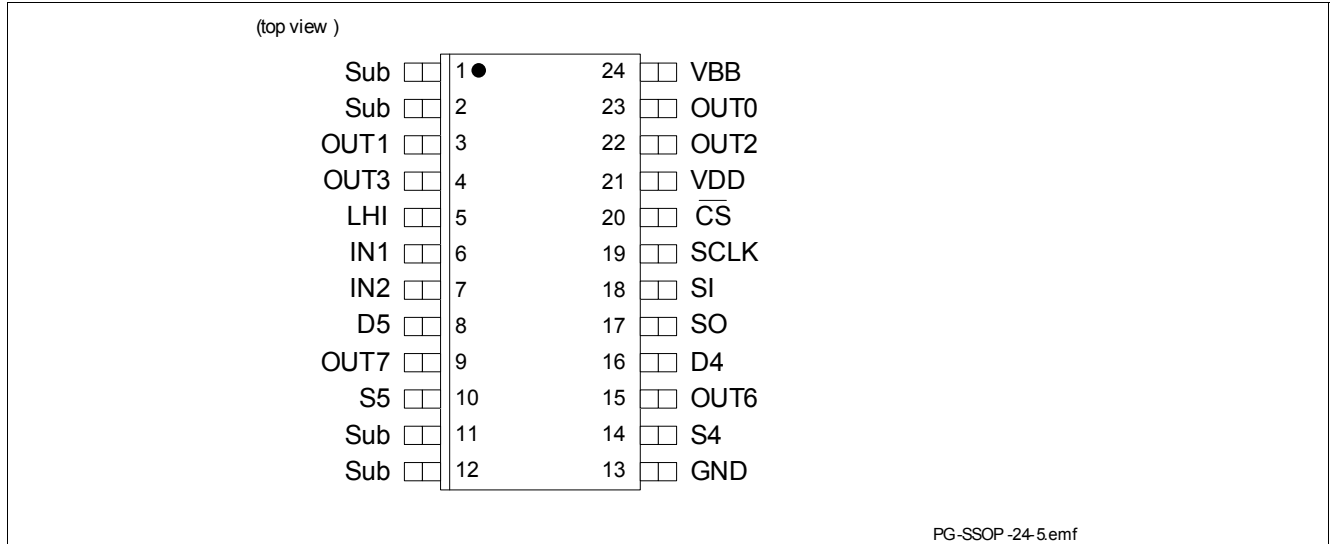 (top view )
Sub 1 24 VBB
Sub 2 23 OUT0
OUT1 3 22 OUT2
OUT3 4 21 VDD
LHI 5 20 C̅S̅
IN1 6 19 SCLK
IN2 7 18 SI
D5 8 17 SO
OUT7 9 16 D4
S5 10 15 OUT6
Sub 11 14 S4
Sub 12 13 GND
PG-SSOP -24-5.emf